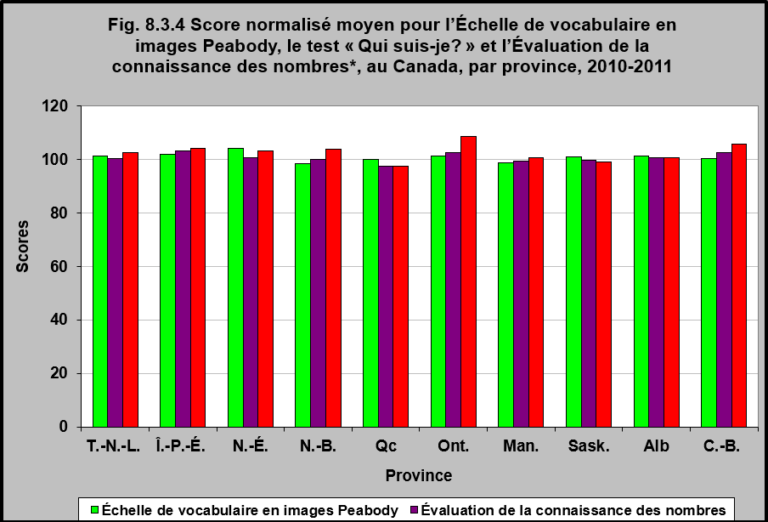 Fig. 8.3.4 Score normalisé moyen pour l’Échelle de vocabulaire en
images Peabody, le test « Qui suis-je? » et l’Évaluation de la
connaissance des nombres*, au Canada, par province, 2010-2011
120
100
80
60
40
20
0
Scores
T.-N.-L. Î.-P.-É. N.-É. N.-B. Qc Ont. Man. Sask. Alb C.-B.
Province
Échelle de vocabulaire en images Peabody Évaluation de la connaissance des nombres